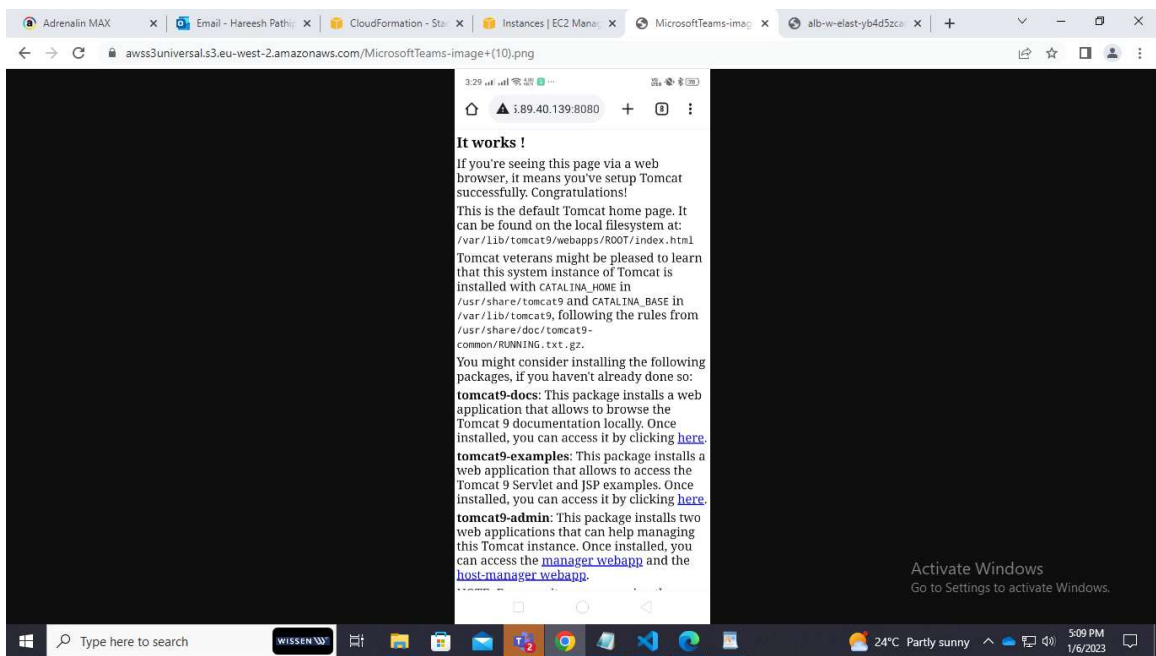 Adrenalin MAX
Email - Hareesh Pathi
CloudFormation - Sta
Instances | EC2 Manag
MicrosoftTeams-imag
alb-w-elast-yb4d5zca
awss3universal.s3.eu-west-2.amazonaws.com/MicrosoftTeams-image+(10).png
3:29
.89.40.139:8080
8
It works !
If you're seeing this page via a web
browser, it means you've setup Tomcat
successfully. Congratulations!
This is the default Tomcat home page. It
can be found on the local filesystem at:
/var/lib/tomcat9/webapps/ROOT/index.html
Tomcat veterans might be pleased to learn
that this system instance of Tomcat is
installed with CATALINA_HOME in
/usr/share/tomcat9 and CATALINA_BASE in
/var/lib/tomcat9, following the rules from
/usr/share/doc/tomcat9-
common/RUNNING.txt.gz.
You might consider installing the following
packages, if you haven't already done so:
tomcat9-docs: This package installs a web
application that allows to browse the
Tomcat 9 documentation locally. Once
installed, you can access it by clicking here.
tomcat9-examples: This package installs a
web application that allows to access the
Tomcat 9 Servlet and JSP examples. Once
installed, you can access it by clicking here.
tomcat9-admin: This package installs two
web applications that can help managing
this Tomcat instance. Once installed, you
can access the manager webapp and the
host-manager webapp.
Activate Windows
Go to Settings to activate Windows.
Type here to search
WISSEN
24°C Partly sunny
5:09 PM
1/6/2023